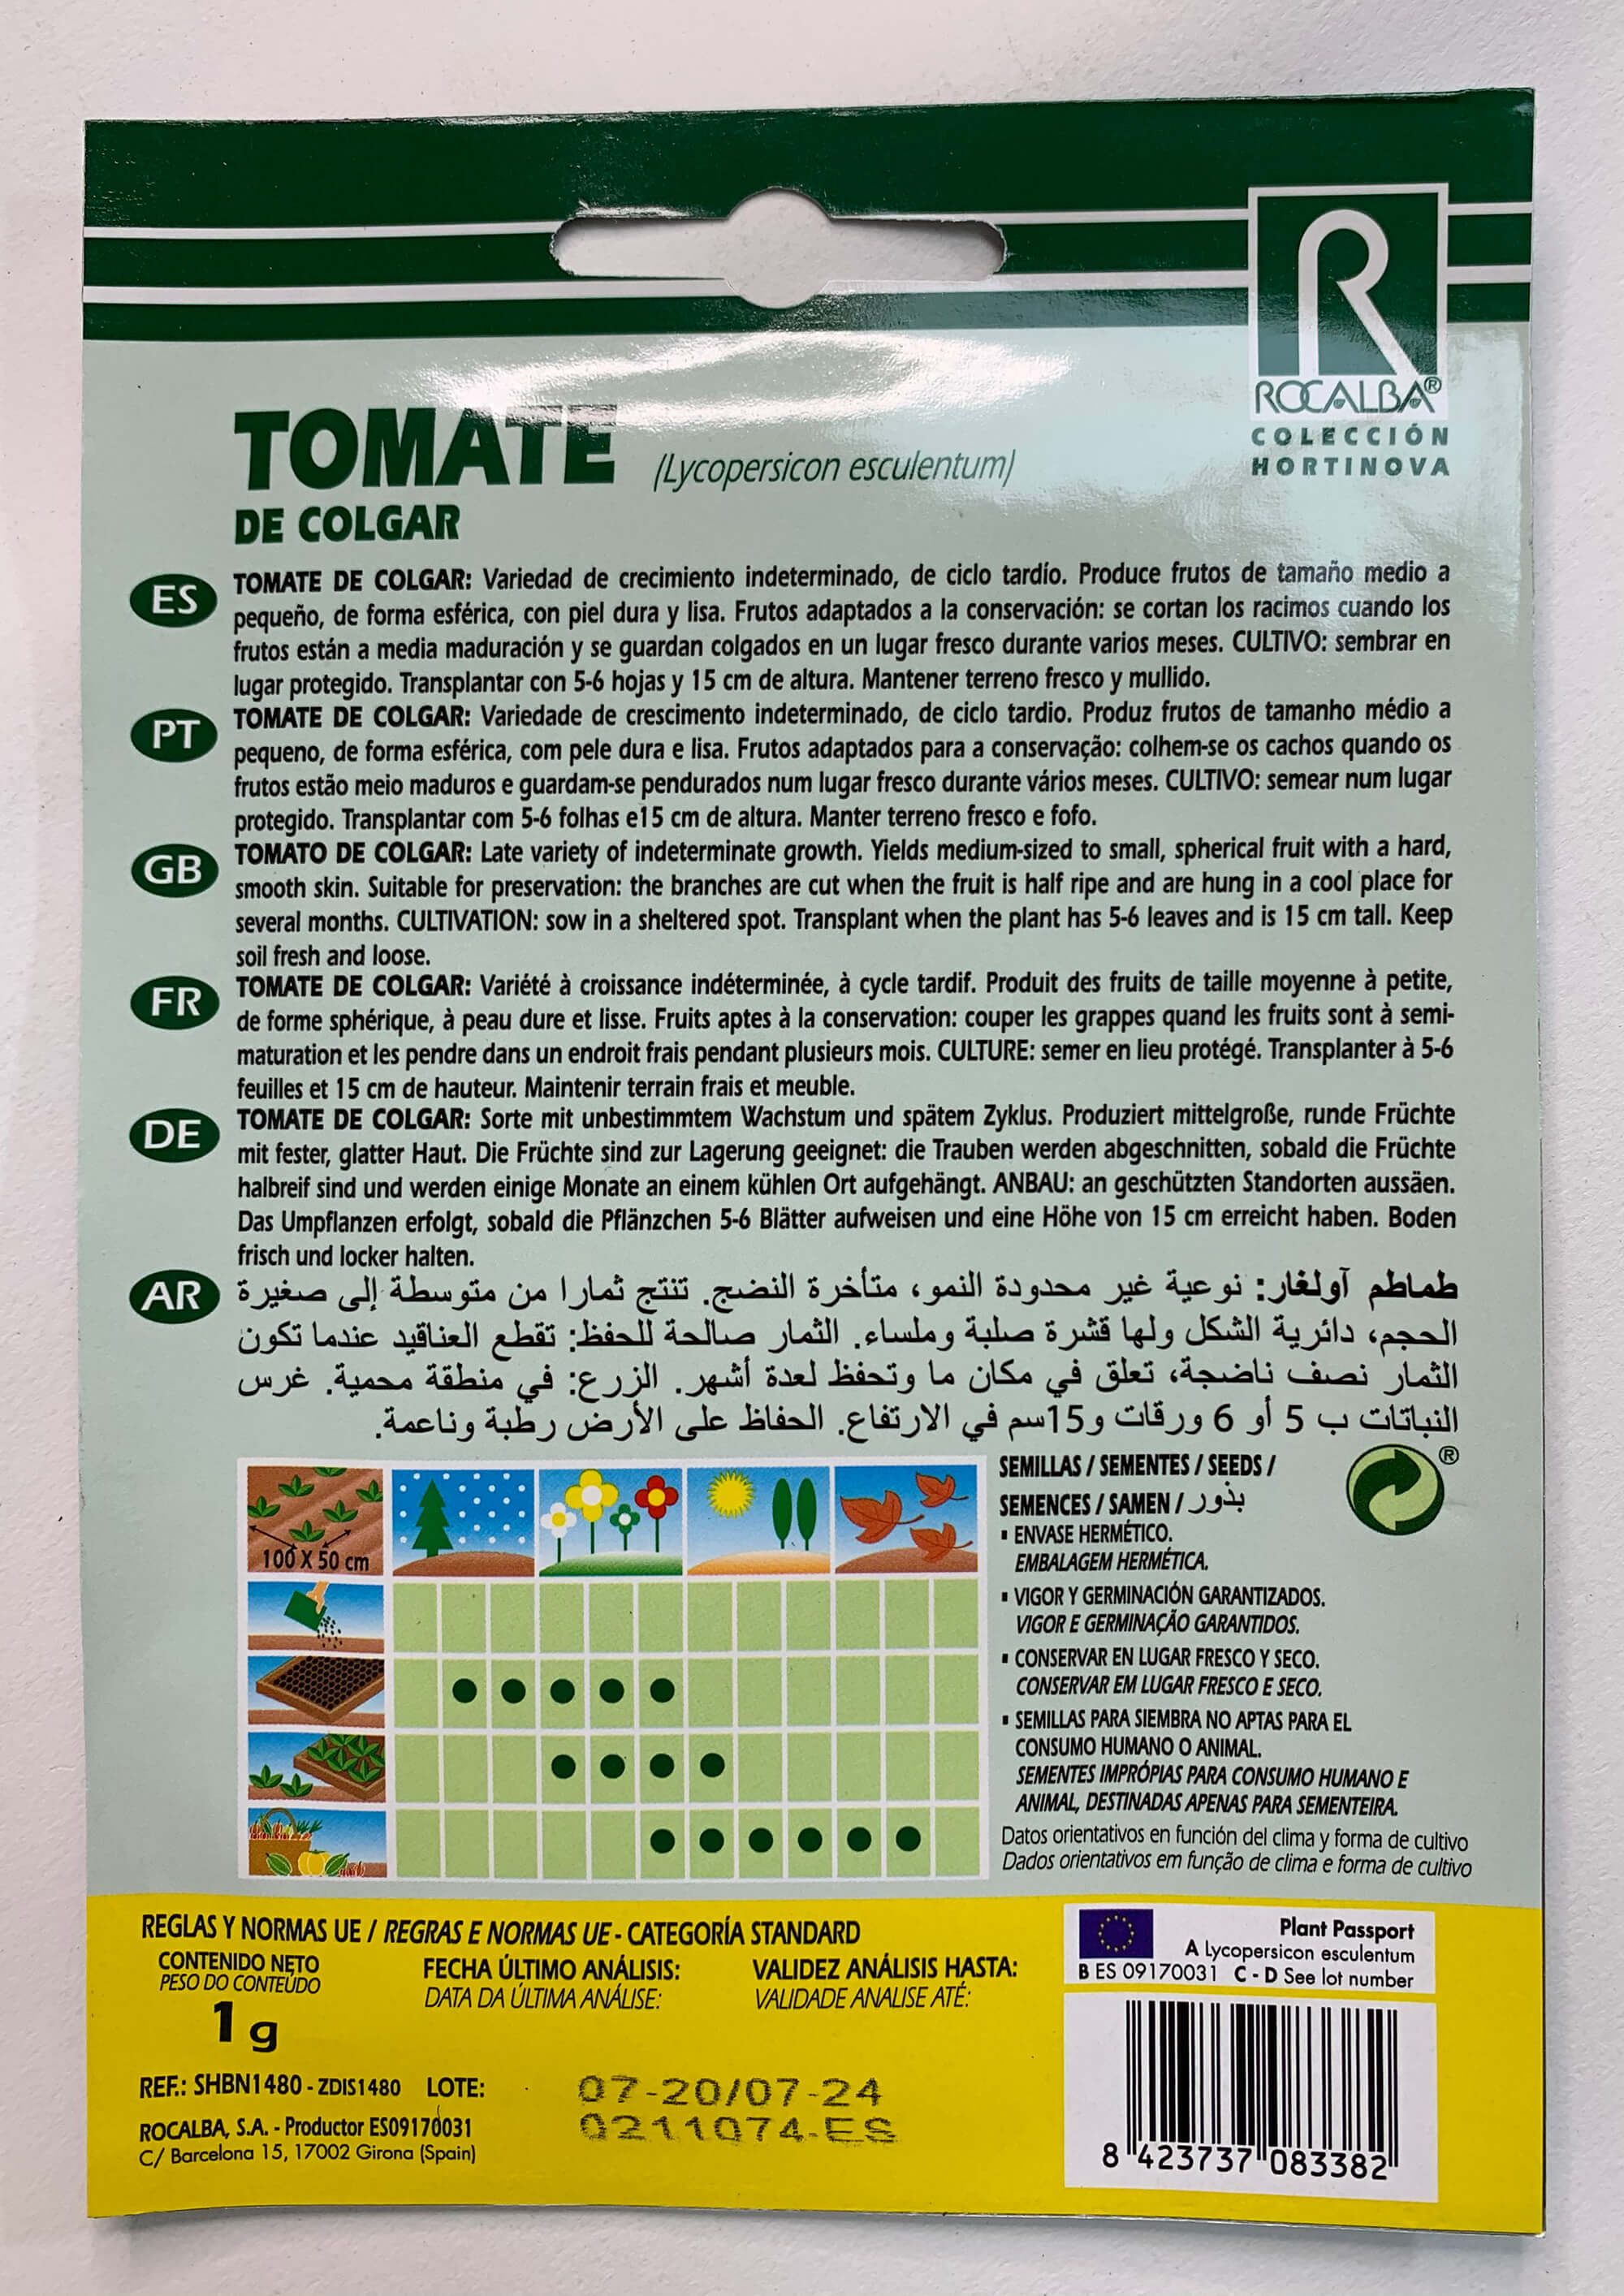 R
ROCALBA®
COLECCIÓN
HORTINOVA
TOMATE (Lycopersicon esculentum)
DE COLGAR
ES
TOMATE DE COLGAR: Variedad de crecimiento indeterminado, de ciclo tardío. Produce frutos de tamaño medio a
pequeño, de forma esférica, con piel dura y lisa. Frutos adaptados a la conservación: se cortan los racimos cuando los
frutos están a media maduración y se guardan colgados en un lugar fresco durante varios meses. CULTIVO: sembrar en
lugar protegido. Transplantar con 5-6 hojas y 15 cm de altura. Mantener terreno fresco y mullido.
PT
TOMATE DE COLGAR: Variedade de crescimento indeterminado, de ciclo tardio. Produz frutos de tamanho médio a
pequeno, de forma esférica, com pele dura e lisa. Frutos adaptados para a conservação: colhem-se os cachos quando os
frutos estão meio maduros e guardam-se pendurados num lugar fresco durante vários meses. CULTIVO: semear num lugar
protegido. Transplantar com 5-6 folhas e15 cm de altura. Manter terreno fresco e fofo.
GB
TOMATO DE COLGAR: Late variety of indeterminate growth. Yields medium-sized to small, spherical fruit with a hard,
smooth skin. Suitable for preservation: the branches are cut when the fruit is half ripe and are hung in a cool place for
several months. CULTIVATION: sow in a sheltered spot. Transplant when the plant has 5-6 leaves and is 15 cm tall. Keep
soil fresh and loose.
FR
TOMATE DE COLGAR: Variété à croissance indéterminée, à cycle tardif. Produit des fruits de taille moyenne à petite,
de forme sphérique, à peau dure et lisse. Fruits aptes à la conservation: couper les grappes quand les fruits sont à semi-
maturation et les pendre dans un endroit frais pendant plusieurs mois. CULTURE: semer en lieu protégé. Transplanter à 5-6
feuilles et 15 cm de hauteur. Maintenir terrain frais et meuble.
DE
TOMATE DE COLGAR: Sorte mit unbestimmtem Wachstum und spätem Zyklus. Produziert mittelgroße, runde Früchte
mit fester, glatter Haut. Die Früchte sind zur Lagerung geeignet: die Trauben werden abgeschnitten, sobald die Früchte
halbreif sind und werden einige Monate an einem kühlen Ort aufgehängt. ANBAU: an geschützten Standorten aussäen.
Das Umpflanzen erfolgt, sobald die Pflänzchen 5-6 Blätter aufweisen und eine Höhe von 15 cm erreicht haben. Boden
frisch und locker halten.
AR
طماطم آولغار: نوعية غير محدودة النمو، متأخرة النضج. تنتج ثمارا من متوسطة إلى صغيرة
الحجم، دائرية الشكل ولها قشرة صلبة وملساء. الثمار صالحة للحفظ: تقطع العناقيد عندما تكون
الثمار نصف ناضجة، تعلق في مكان ما وتحفظ لعدة أشهر. الزرع: في منطقة محمية. غرس
النباتات ب 5 أو 6 ورقات و15سم في الارتفاع. الحفاظ على الأرض رطبة وناعمة.
100 X 50 cm
SEMILLAS / SEMENTES / SEEDS /
SEMENCES / SAMEN / بذور
®
▪ ENVASE HERMÉTICO.
EMBALAGEM HERMÉTICA.
▪ VIGOR Y GERMINACIÓN GARANTIZADOS.
VIGOR E GERMINAÇÃO GARANTIDOS.
▪ CONSERVAR EN LUGAR FRESCO Y SECO.
CONSERVAR EM LUGAR FRESCO E SECO.
▪ SEMILLAS PARA SIEMBRA NO APTAS PARA EL
CONSUMO HUMANO O ANIMAL.
SEMENTES IMPRÓPIAS PARA CONSUMO HUMANO E
ANIMAL, DESTINADAS APENAS PARA SEMENTEIRA.
Datos orientativos en función del clima y forma de cultivo
Dados orientativos em função de clima e forma de cultivo
REGLAS Y NORMAS UE / REGRAS E NORMAS UE - CATEGORÍA STANDARD
CONTENIDO NETO
PESO DO CONTEÚDO
1 g
FECHA ÚLTIMO ANÁLISIS:
DATA DA ÚLTIMA ANÁLISE:
VALIDEZ ANÁLISIS HASTA:
VALIDADE ANALISE ATÉ:
REF.: SHBN1480 - ZDIS1480 LOTE:
07-20/07-24
0211074-ES
ROCALBA, S.A. - Productor ES09170031
C/ Barcelona 15, 17002 Girona (Spain)
Plant Passport
A Lycopersicon esculentum
B ES 09170031 C - D See lot number
8 423737 083382